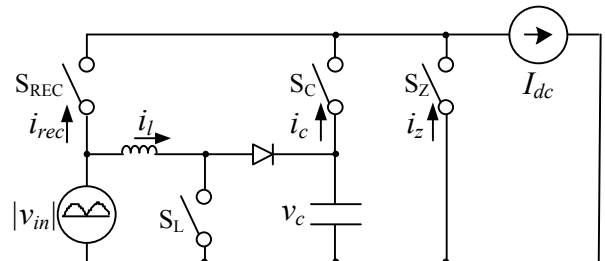 S_REC
S_C
S_Z
I_dc
i_rec
i_l
i_c
i_z
|v_in|
S_L
v_c